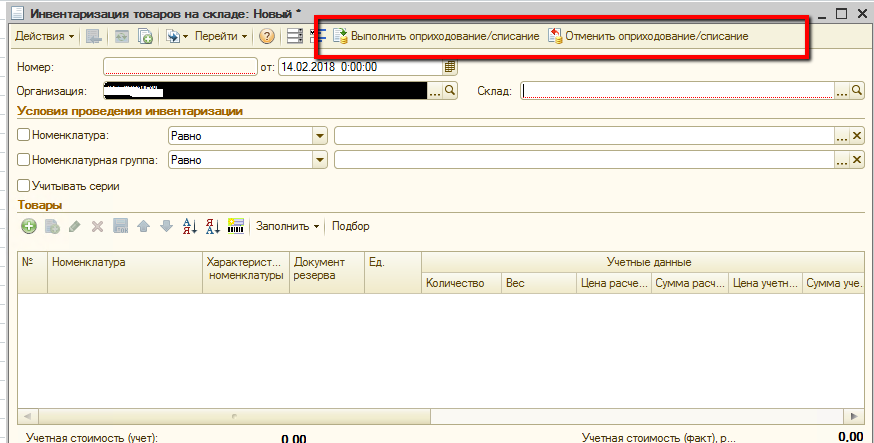 Инвентаризация товаров на складе: Новый *
Действия Перейти Выполнить оприходование/списание Отменить оприходование/списание
Номер: от: 14.02.2018 0:00:00
Организация: ... Склад: ...
Условия проведения инвентаризации
Номенклатура: Равно ...
Номенклатурная группа: Равно ...
Учитывать серии
Товары
Заполнить Подбор
№ Номенклатура Характерист... номенклатуры Документ резерва Ед. Учетные данные
Количество Вес Цена расче... Сумма расч... Цена учетн... Сумма уче.
Учетная стоимость (учет): 0,00 Учетная стоимость (факт), р... 0,00